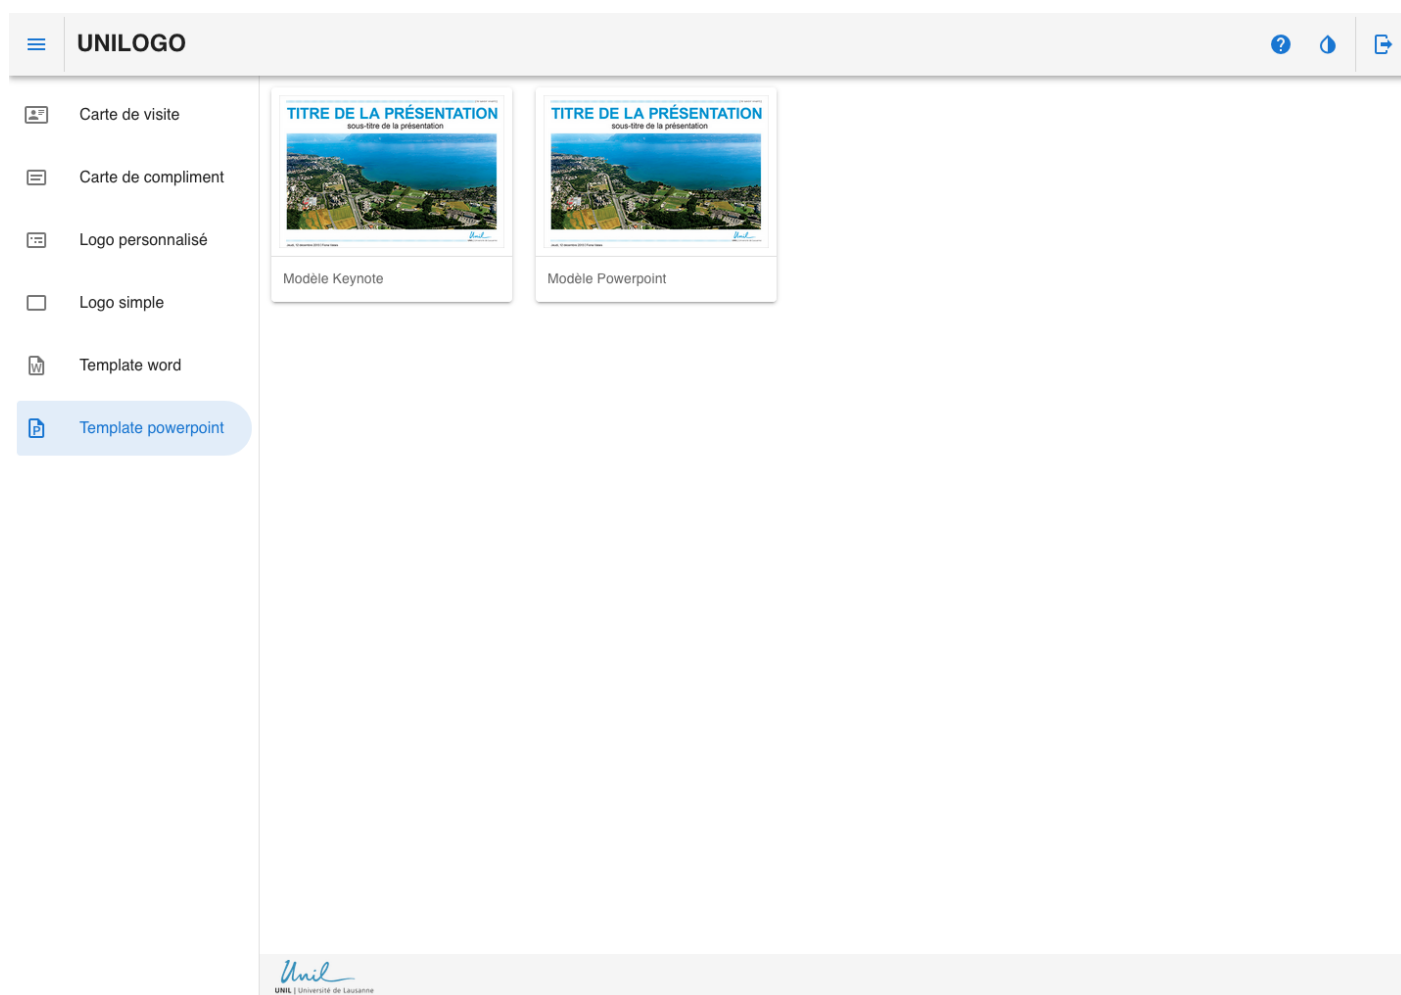 UNILOGO
Carte de visite
Carte de compliment
Logo personnalisé
Logo simple
Template word
Template powerpoint
TITRE DE LA PRÉSENTATION
sous-titre de la présentation
Unil
Modèle Keynote
TITRE DE LA PRÉSENTATION
sous-titre de la présentation
Unil
Modèle Powerpoint
Unil
UNIL | Université de Lausanne